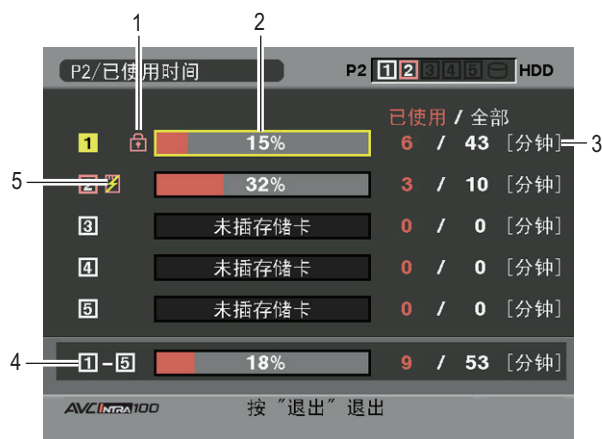 1 2
P2/已使用时间 P2 1 2 3 4 5 HDD
已使用 / 全部
1 15% 6 / 43 [分钟] 3
5 2 32% 3 / 10 [分钟]
3 未插存储卡 0 / 0 [分钟]
4 未插存储卡 0 / 0 [分钟]
5 未插存储卡 0 / 0 [分钟]
4 1-5 18% 9 / 53 [分钟]
AVC INTRA 100 按 "退出" 退出